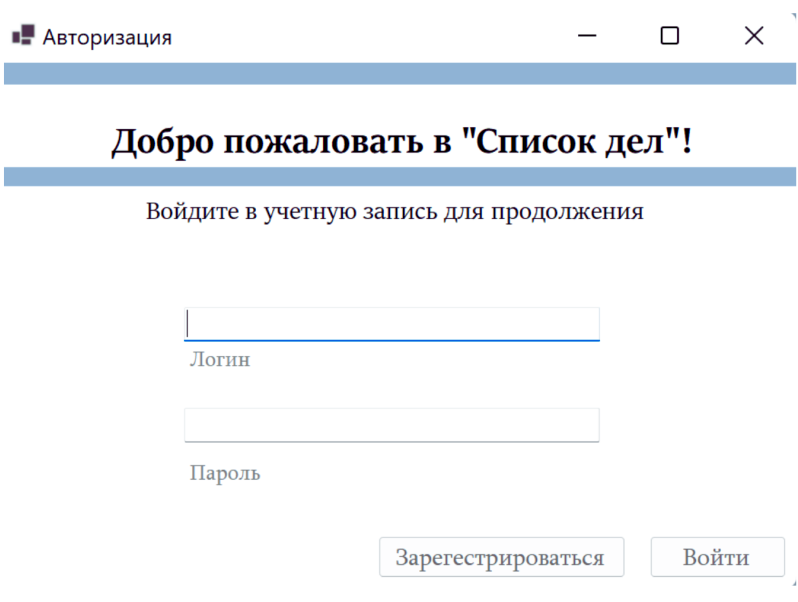 Авторизация
Добро пожаловать в "Список дел"!
Войдите в учетную запись для продолжения
Логин
Пароль
Зарегестрироваться
Войти